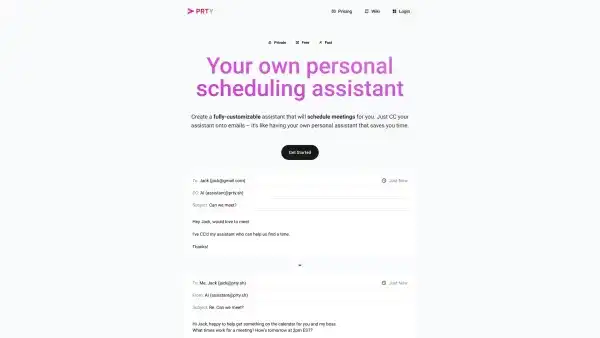 PRTY
Pricing
Wiki
Login
Private
Free
Fast
Your own personal
scheduling assistant
Create a fully-customizable assistant that will schedule meetings for you. Just CC your
assistant onto emails – it's like having your own personal assistant that saves you time.
Get Started
To: Jack (jack@gmail.com)
Just Now
CC: AI (assistant@prty.sh)
Subject: Can we meet?
Hey Jack, would love to meet
I've CC'd my assistant who can help us find a time.
Thanks!
To: Me, Jack (jack@prty.sh)
Just Now
From: AI (assistant@prty.sh)
Subject: Re: Can we meet?
Hi Jack, happy to help get something on the calendar for you and my boss.
What times work for a meeting? How's tomorrow at 2pm EST?